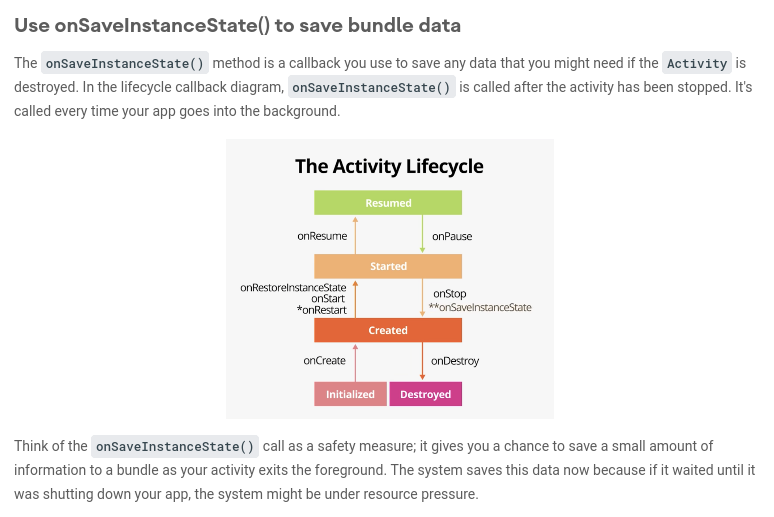 Use onSaveInstanceState() to save bundle data
The onSaveInstanceState() method is a callback you use to save any data that you might need if the Activity is
destroyed. In the lifecycle callback diagram, onSaveInstanceState() is called after the activity has been stopped. It's
called every time your app goes into the background.
The Activity Lifecycle
Resumed
onResume
onPause
Started
onRestoreInstanceState
onStart
*onRestart
onStop
**onSaveInstanceState
Created
onCreate
onDestroy
Initialized
Destroyed
Think of the onSaveInstanceState() call as a safety measure; it gives you a chance to save a small amount of
information to a bundle as your activity exits the foreground. The system saves this data now because if it waited until it
was shutting down your app, the system might be under resource pressure.